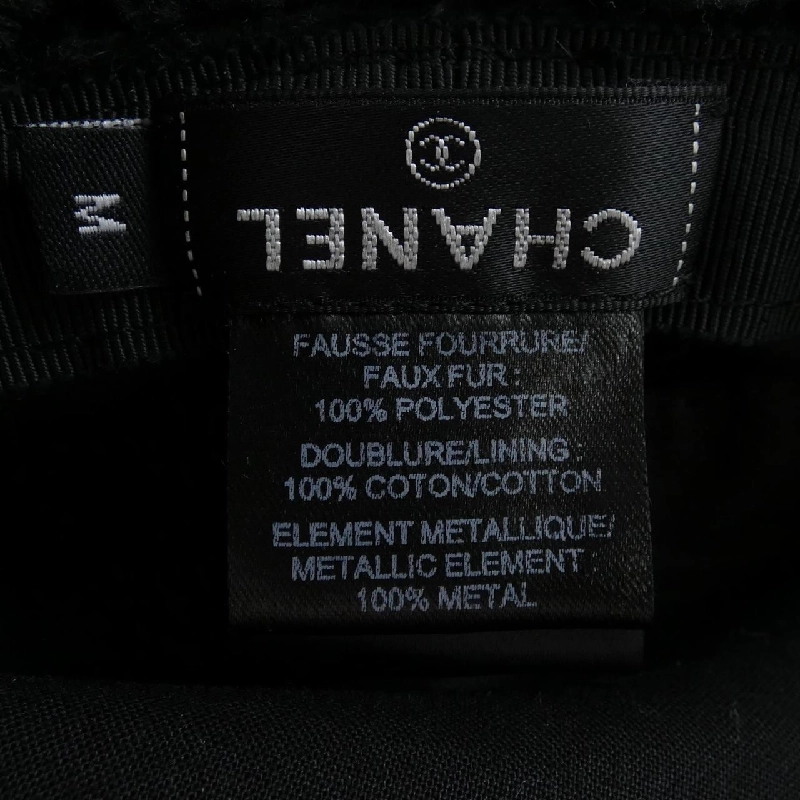 M
CHANEL
FAUSSE FOURRURE/
FAUX FUR :
100% POLYESTER
DOUBLURE/LINING :
100% COTON/COTTON
ELEMENT METALLIQUE/
METALLIC ELEMENT :
100% METAL